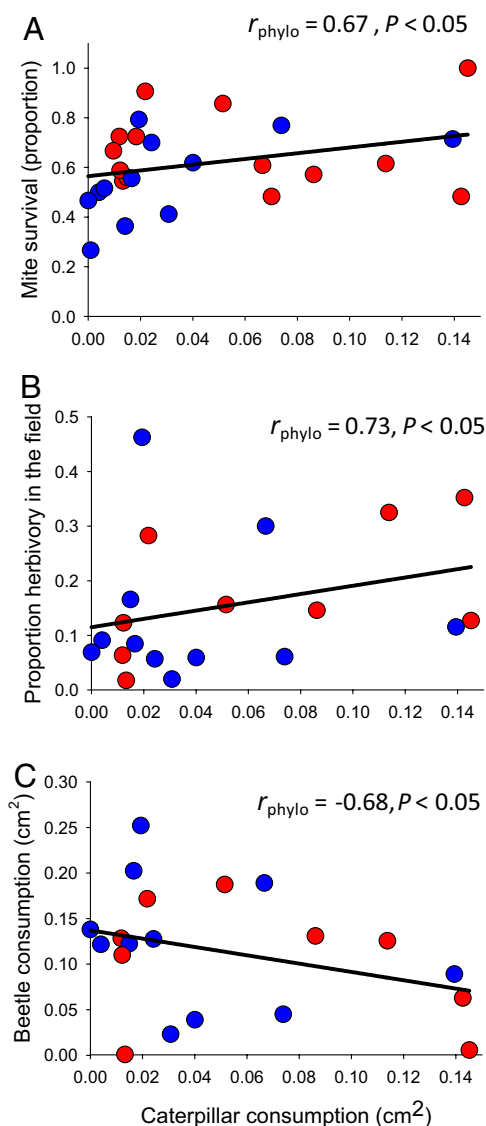 A
r_phylo = 0.67 , P < 0.05
Mite survival (proportion)
1.0
0.8
0.6
0.4
0.2
0.0
0.00 0.02 0.04 0.06 0.08 0.10 0.12 0.14
B
r_phylo = 0.73, P < 0.05
Proportion herbivory in the field
0.5
0.4
0.3
0.2
0.1
0.0
0.00 0.02 0.04 0.06 0.08 0.10 0.12 0.14
C
r_phylo = -0.68, P < 0.05
Beetle consumption (cm²)
0.30
0.25
0.20
0.15
0.10
0.05
0.00
0.00 0.02 0.04 0.06 0.08 0.10 0.12 0.14
Caterpillar consumption (cm²)